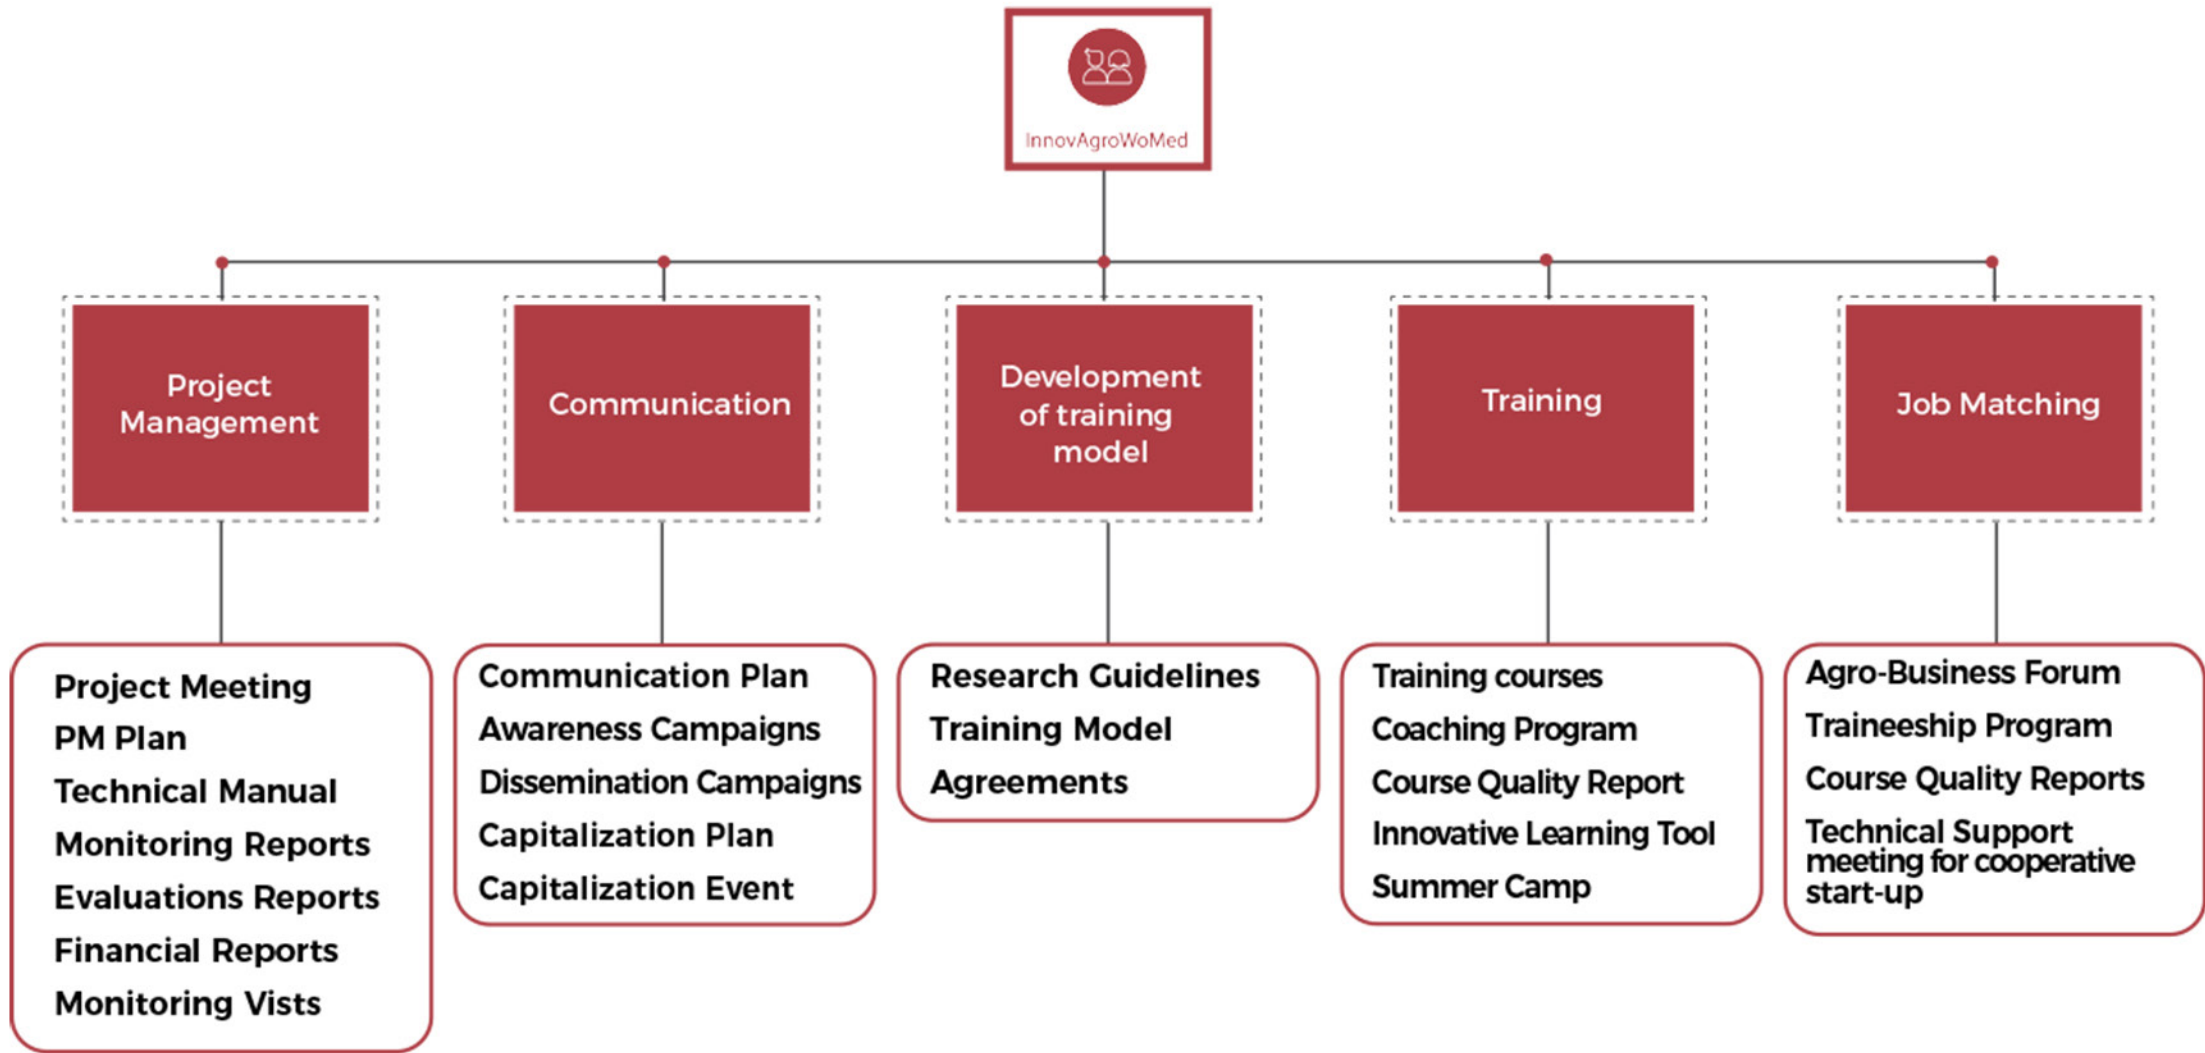 InnovAgroWoMed
Project
Management
Communication
Development
of training
model
Training
Job Matching
Project Meeting
PM Plan
Technical Manual
Monitoring Reports
Evaluations Reports
Financial Reports
Monitoring Vists
Communication Plan
Awareness Campaigns
Dissemination Campaigns
Capitalization Plan
Capitalization Event
Research Guidelines
Training Model
Agreements
Training courses
Coaching Program
Course Quality Report
Innovative Learning Tool
Summer Camp
Agro-Business Forum
Traineeship Program
Course Quality Reports
Technical Support
meeting for cooperative
start-up